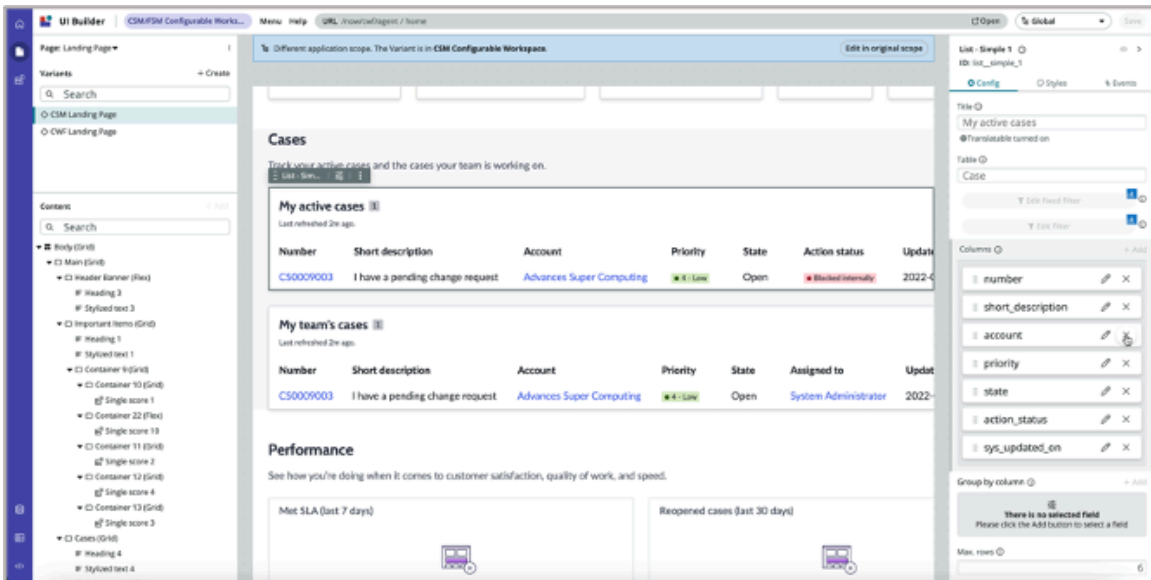 UI Builder
CSM/FSM Configurable Works...
Menu Help
URL /now/cwf/agent / home
Open
Global
Save
Page: Landing Page
Variants
+ Create
Search
CSM Landing Page
CWF Landing Page
Content
+ Add
Search
Body (Grid)
Main (Grid)
Header Banner (Flex)
Heading 3
Stylized text 3
Important Items (Grid)
Heading 1
Stylized text 1
Container 9 (Grid)
Container 10 (Grid)
Single score 1
Container 22 (Flex)
Single score 10
Container 11 (Grid)
Single score 2
Container 12 (Grid)
Single score 4
Container 13 (Grid)
Single score 3
Cases (Grid)
Heading 4
Stylized text 4
Different application scope. The Variant is in CSM Configurable Workspace.
Edit in original scope
Cases
Track your active cases and the cases your team is working on.
List - Sim...
My active cases 1
Last refreshed 2m ago.
Number Short description Account Priority State Action status Update
CS0009003 I have a pending change request Advances Super Computing 4 - Low Open Blocked internally 2022-0
My team's cases 1
Last refreshed 2m ago.
Number Short description Account Priority State Assigned to Updat
CS0009003 I have a pending change request Advances Super Computing 4 - Low Open System Administrator 2022-
Performance
See how you're doing when it comes to customer satisfaction, quality of work, and speed.
Met SLA (last 7 days)
Reopened cases (last 30 days)
List - Simple 1
ID: list_simple_1
Config
Styles
Events
Title
My active cases
Translatable turned on
Table
Case
Edit fixed filter
Edit filter
Columns
+ Add
number
short_description
account
priority
state
action_status
sys_updated_on
Group by column
+ Add
There is no selected field
Please click the Add button to select a field
Max. rows
6